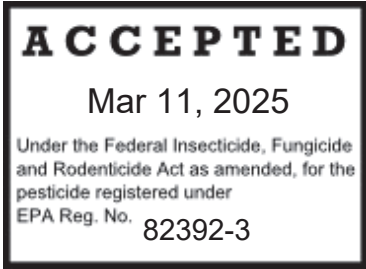 ACCEPTED
Mar 11, 2025
Under the Federal Insecticide, Fungicide
and Rodenticide Act as amended, for the
pesticide registered under
EPA Reg. No. 82392-3